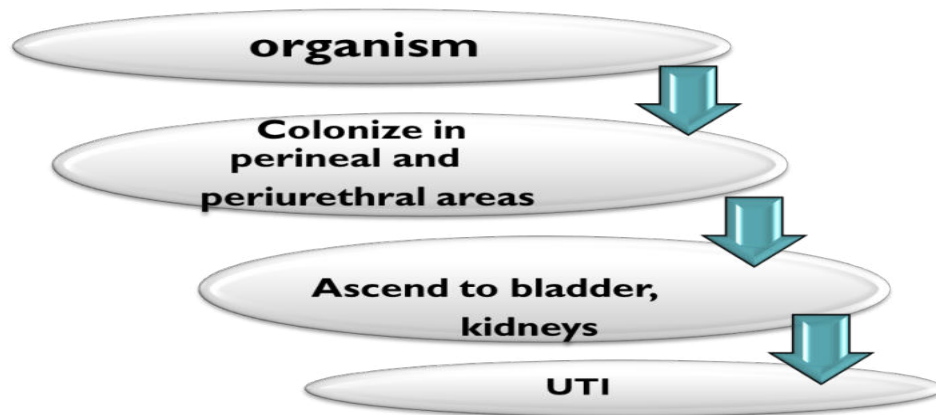 organism
Colonize in
perineal and
periurethral areas
Ascend to bladder,
kidneys
UTI